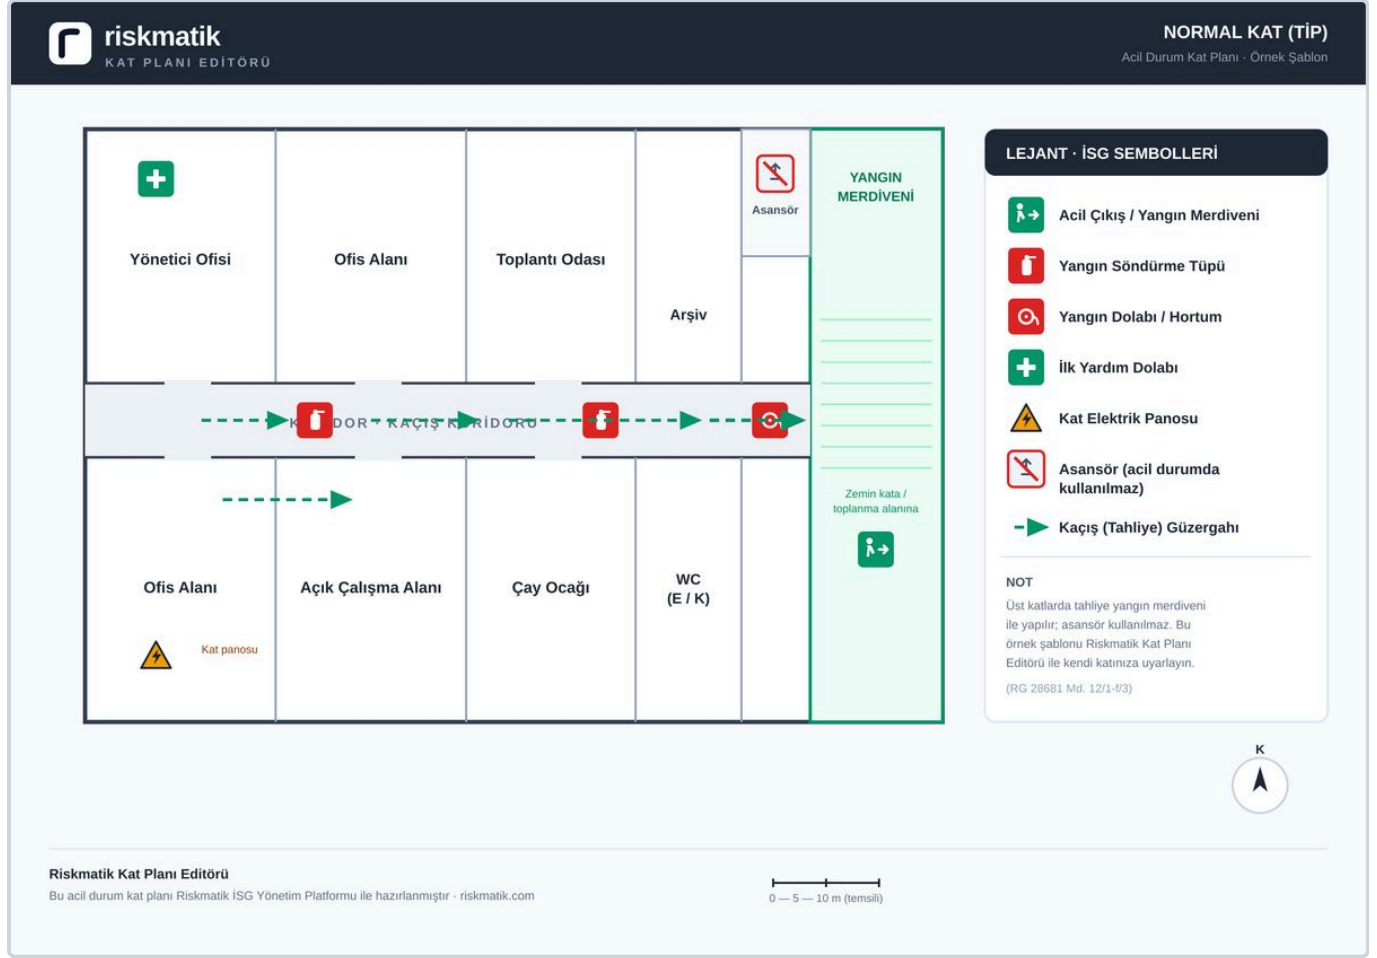 riskmatik
KAT PLANI EDİTÖRÜ
NORMAL KAT (TİP)
Acil Durum Kat Planı · Örnek Şablon
Yönetici Ofisi
Ofis Alanı
Toplantı Odası
Arşiv
Asansör
YANGIN
MERDİVENİ
KORİDOR · KAÇIŞ KORİDORU
Zemin kata /
toplanma alanına
Ofis Alanı
Açık Çalışma Alanı
Çay Ocağı
WC
(E / K)
Kat panosu
LEJANT · İSG SEMBOLLERİ
Acil Çıkış / Yangın Merdiveni
Yangın Söndürme Tüpü
Yangın Dolabı / Hortum
İlk Yardım Dolabı
Kat Elektrik Panosu
Asansör (acil durumda
kullanılmaz)
Kaçış (Tahliye) Güzergahı
NOT
Üst katlarda tahliye yangın merdiveni
ile yapılır; asansör kullanılmaz. Bu
örnek şablonu Riskmatik Kat Planı
Editörü ile kendi katınıza uyarlayın.
(RG 28681 Md. 12/1-f/3)
K
Riskmatik Kat Planı Editörü
Bu acil durum kat planı Riskmatik İSG Yönetim Platformu ile hazırlanmıştır · riskmatik.com
0 — 5 — 10 m (temsili)